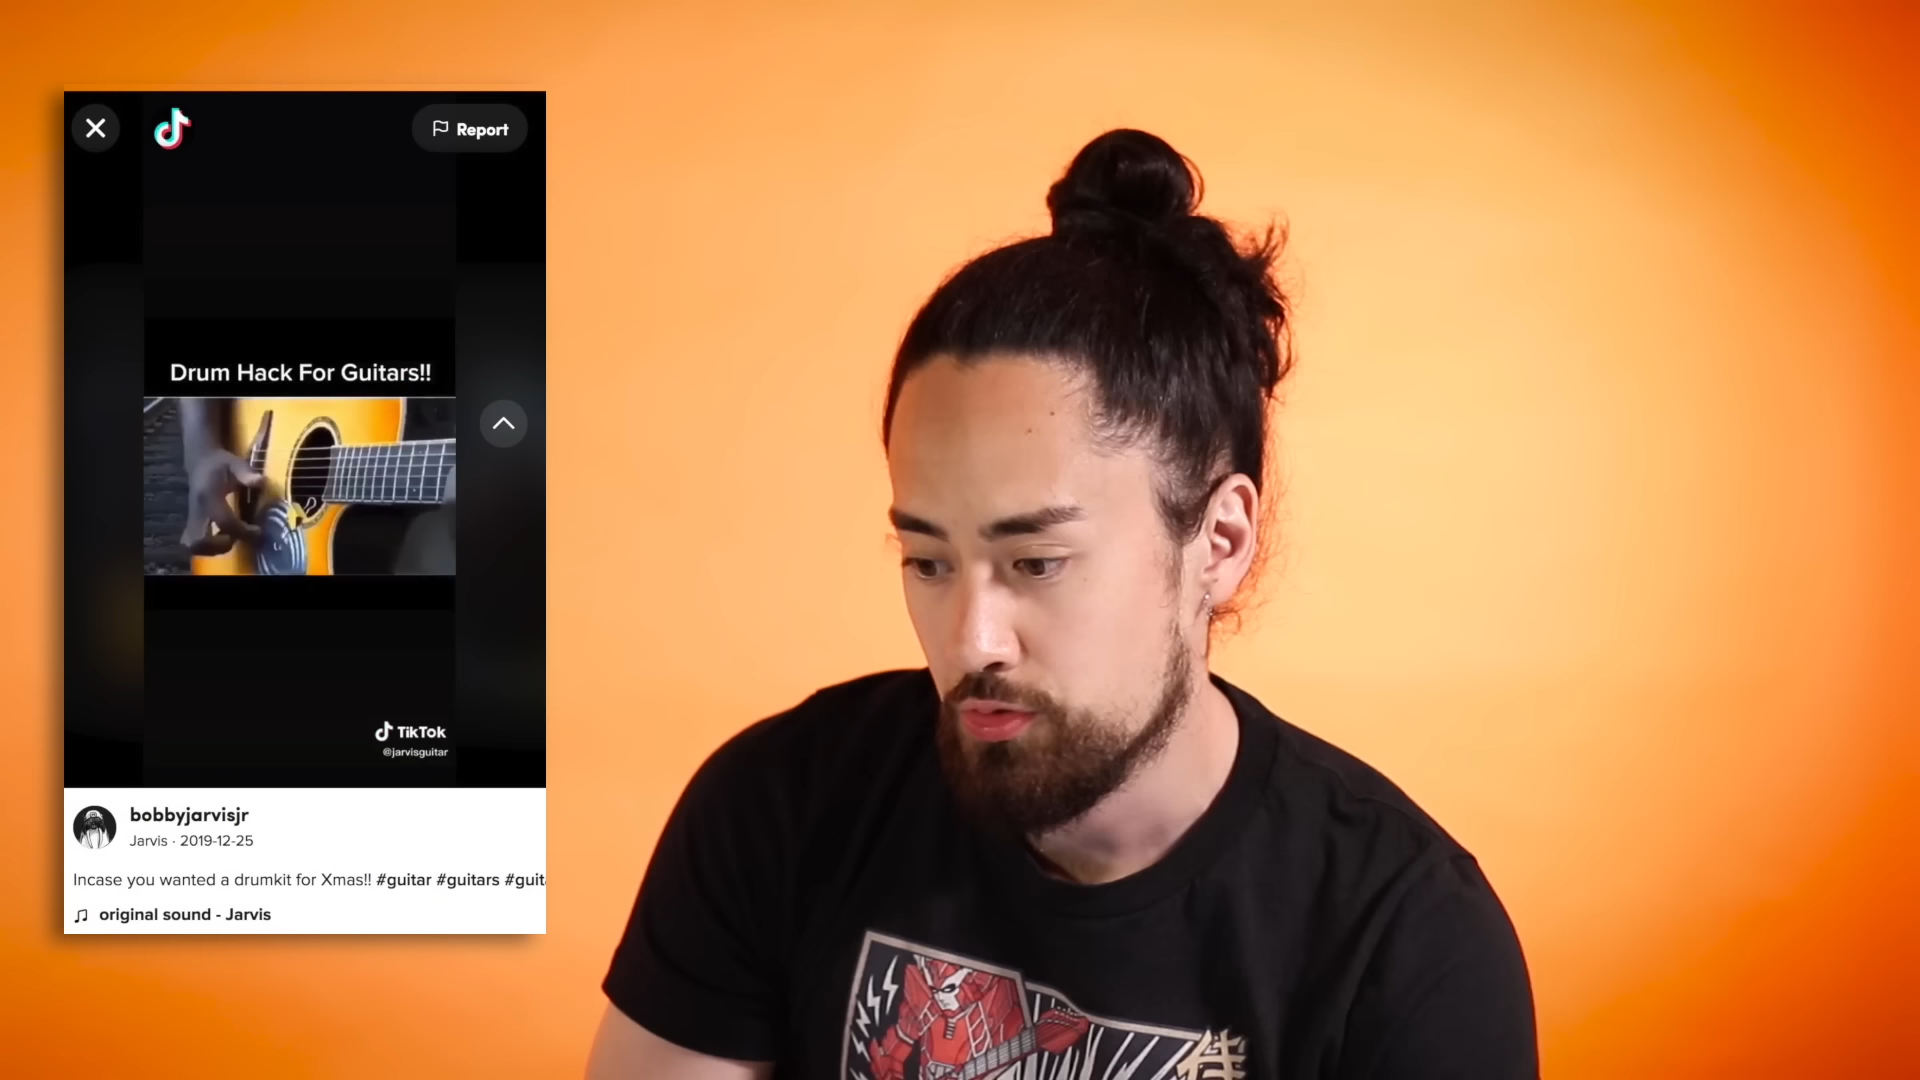 Report
Drum Hack For Guitars!!
TikTok
@jarvisguitar
bobbyjarvisjr
Jarvis · 2019-12-25
Incase you wanted a drumkit for Xmas!! #guitar #guitars #guit
original sound - Jarvis